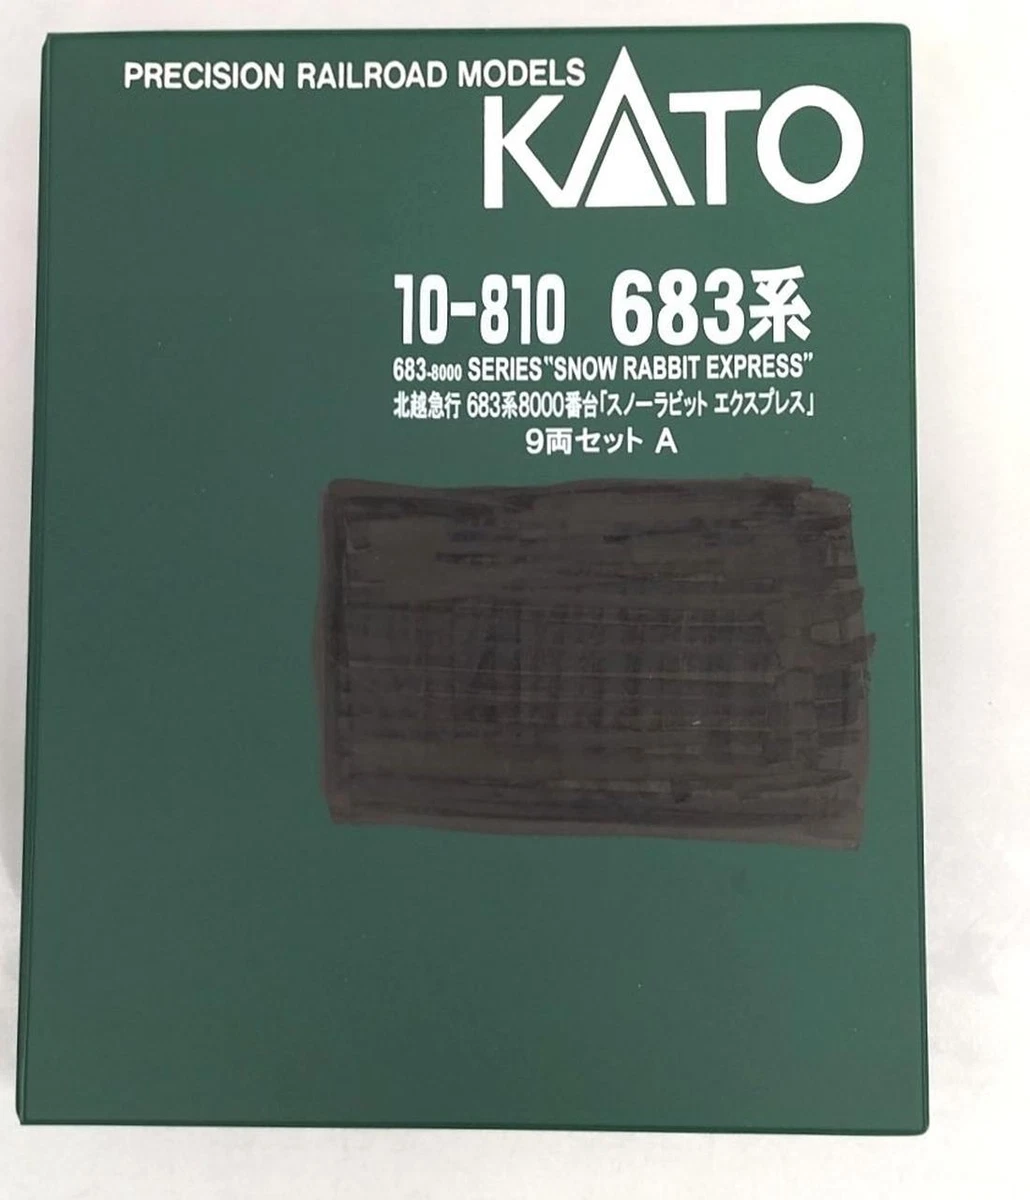 PRECISION RAILROAD MODELS
KATO
10-810 683系
683-8000 SERIES "SNOW RABBIT EXPRESS"
北越急行 683系8000番台「スノーラビット エクスプレス」
9両セット A